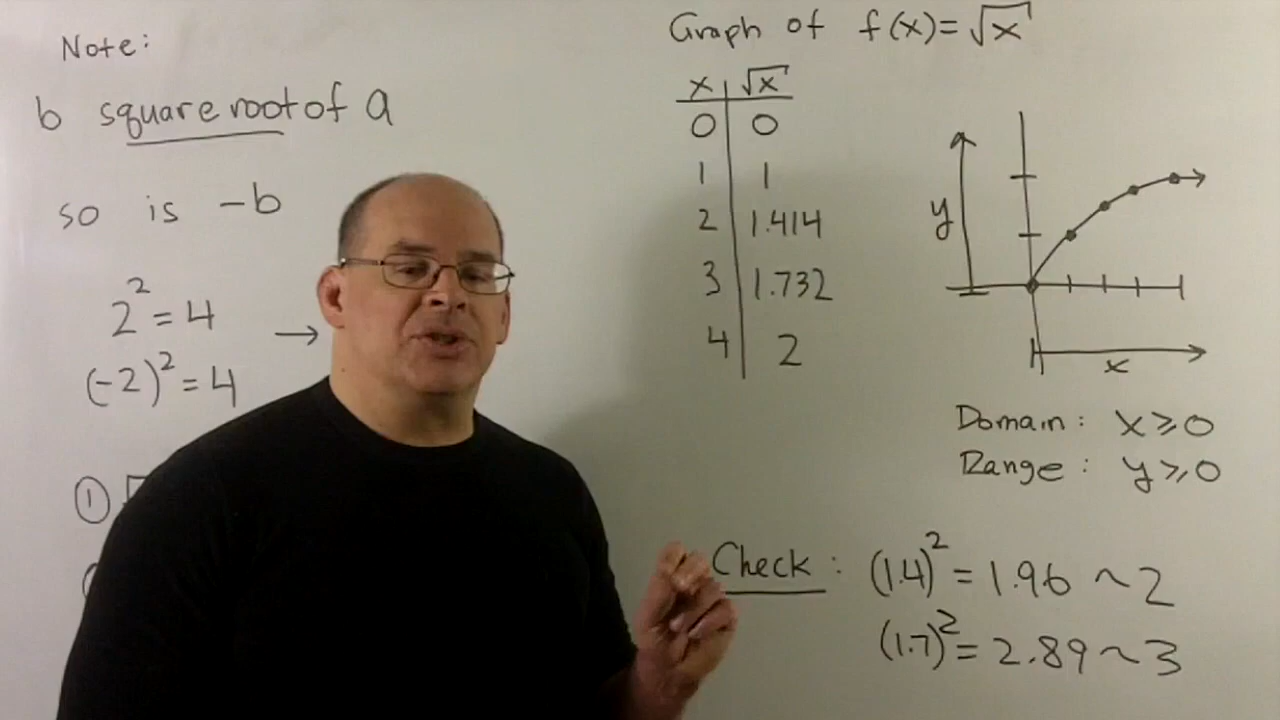 Note:
b square root of a
so is -b
2² = 4 →
(-2)² = 4
①
Graph of f(x) = √x
x | √x
0 | 0
1 | 1
2 | 1.414
3 | 1.732
4 | 2
y
x
Domain: x ≥ 0
Range: y ≥ 0
Check: (1.4)² = 1.96 ~ 2
(1.7)² = 2.89 ~ 3